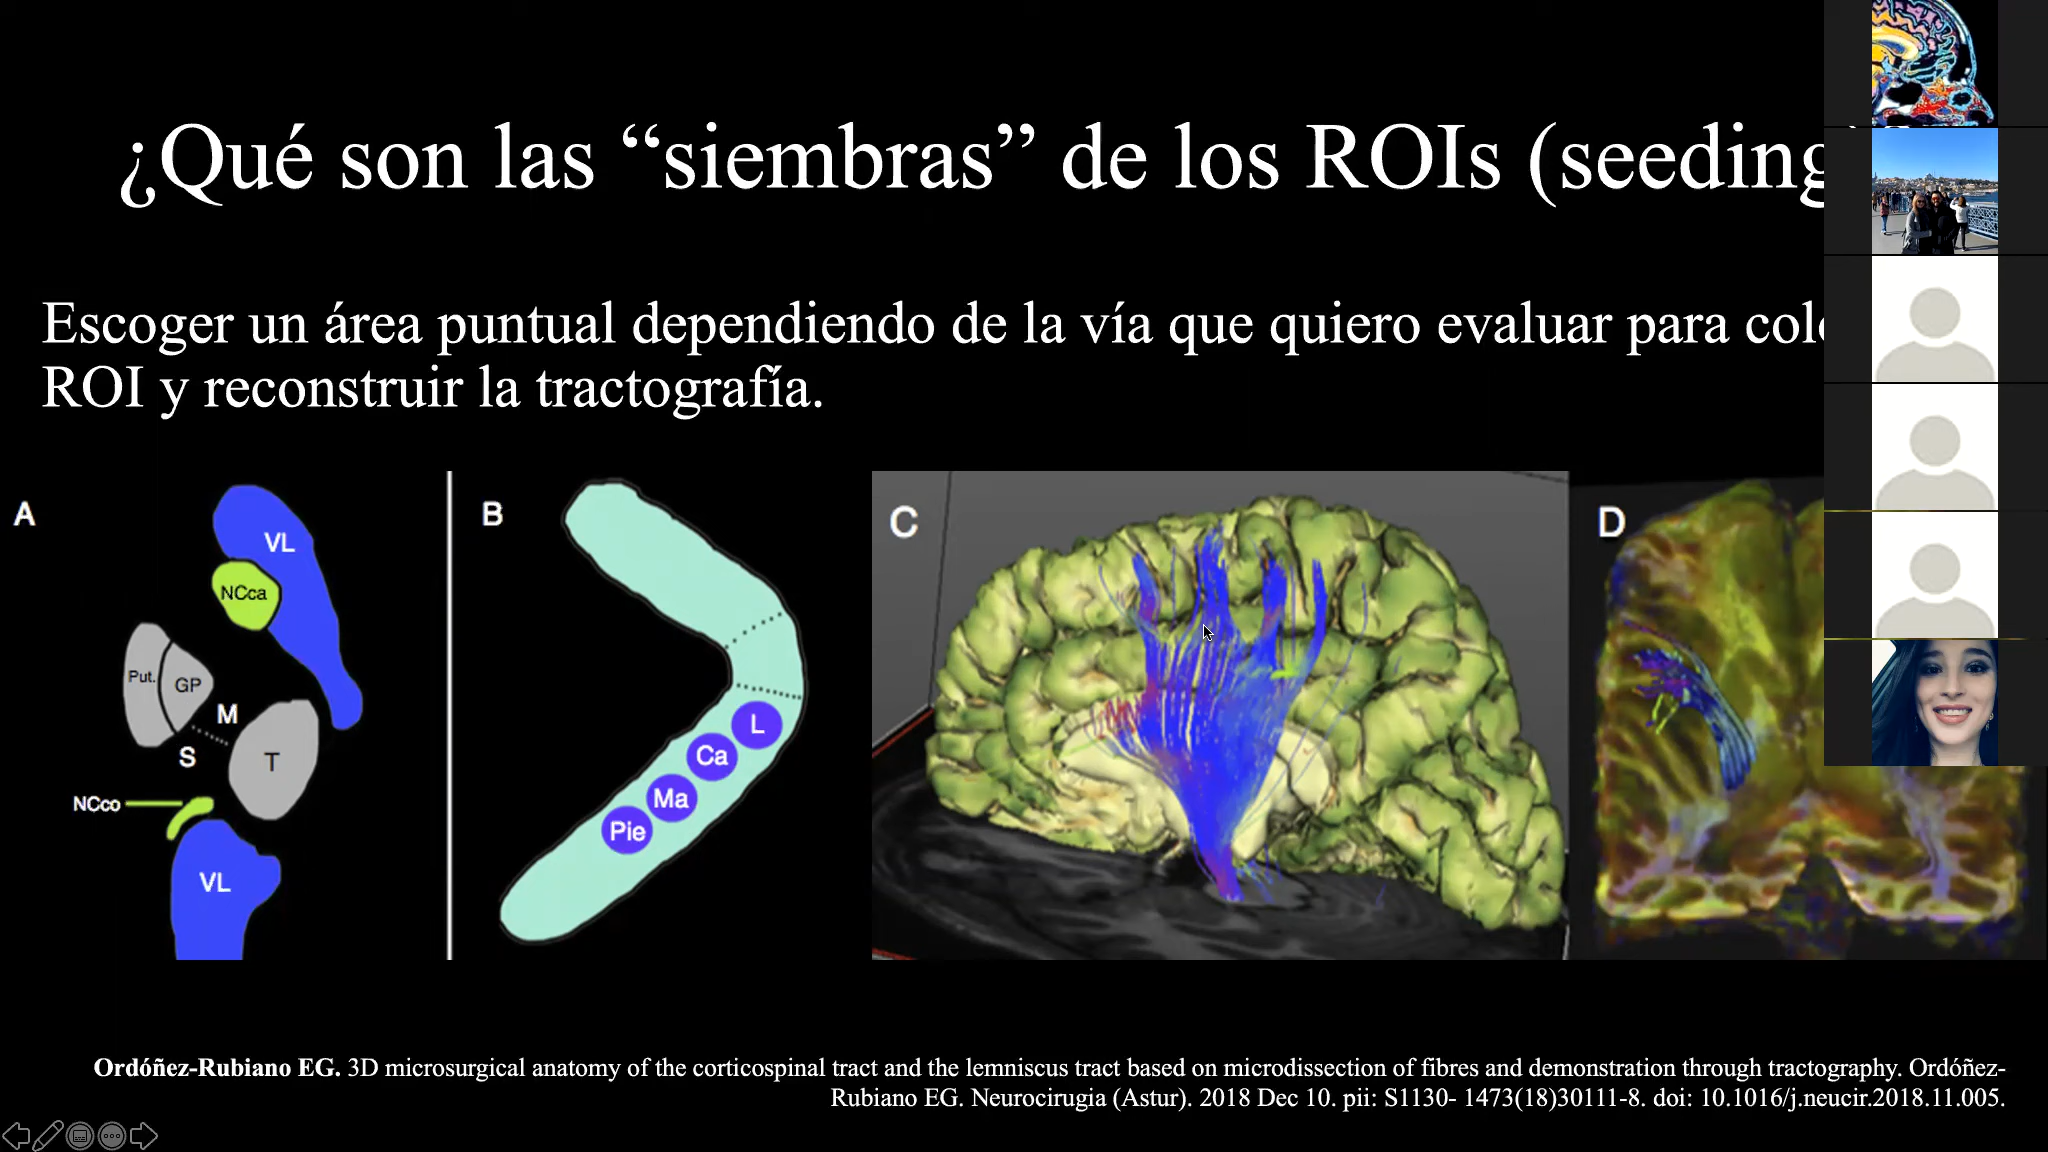 ¿Qué son las “siembras” de los ROIs (seeding
Escoger un área puntual dependiendo de la vía que quiero evaluar para
ROI y reconstruir la tractografía.
A
VL
NCca
Put.
GP
M
S
T
NCco
VL
B
L
Ca
Ma
Pie
C
D
Ordóñez-Rubiano EG. 3D microsurgical anatomy of the corticospinal tract and the lemniscus tract based on microdissection of fibres and demonstration through tractography. Ordóñez-
Rubiano EG. Neurocirugia (Astur). 2018 Dec 10. pii: S1130- 1473(18)30111-8. doi: 10.1016/j.neucir.2018.11.005.